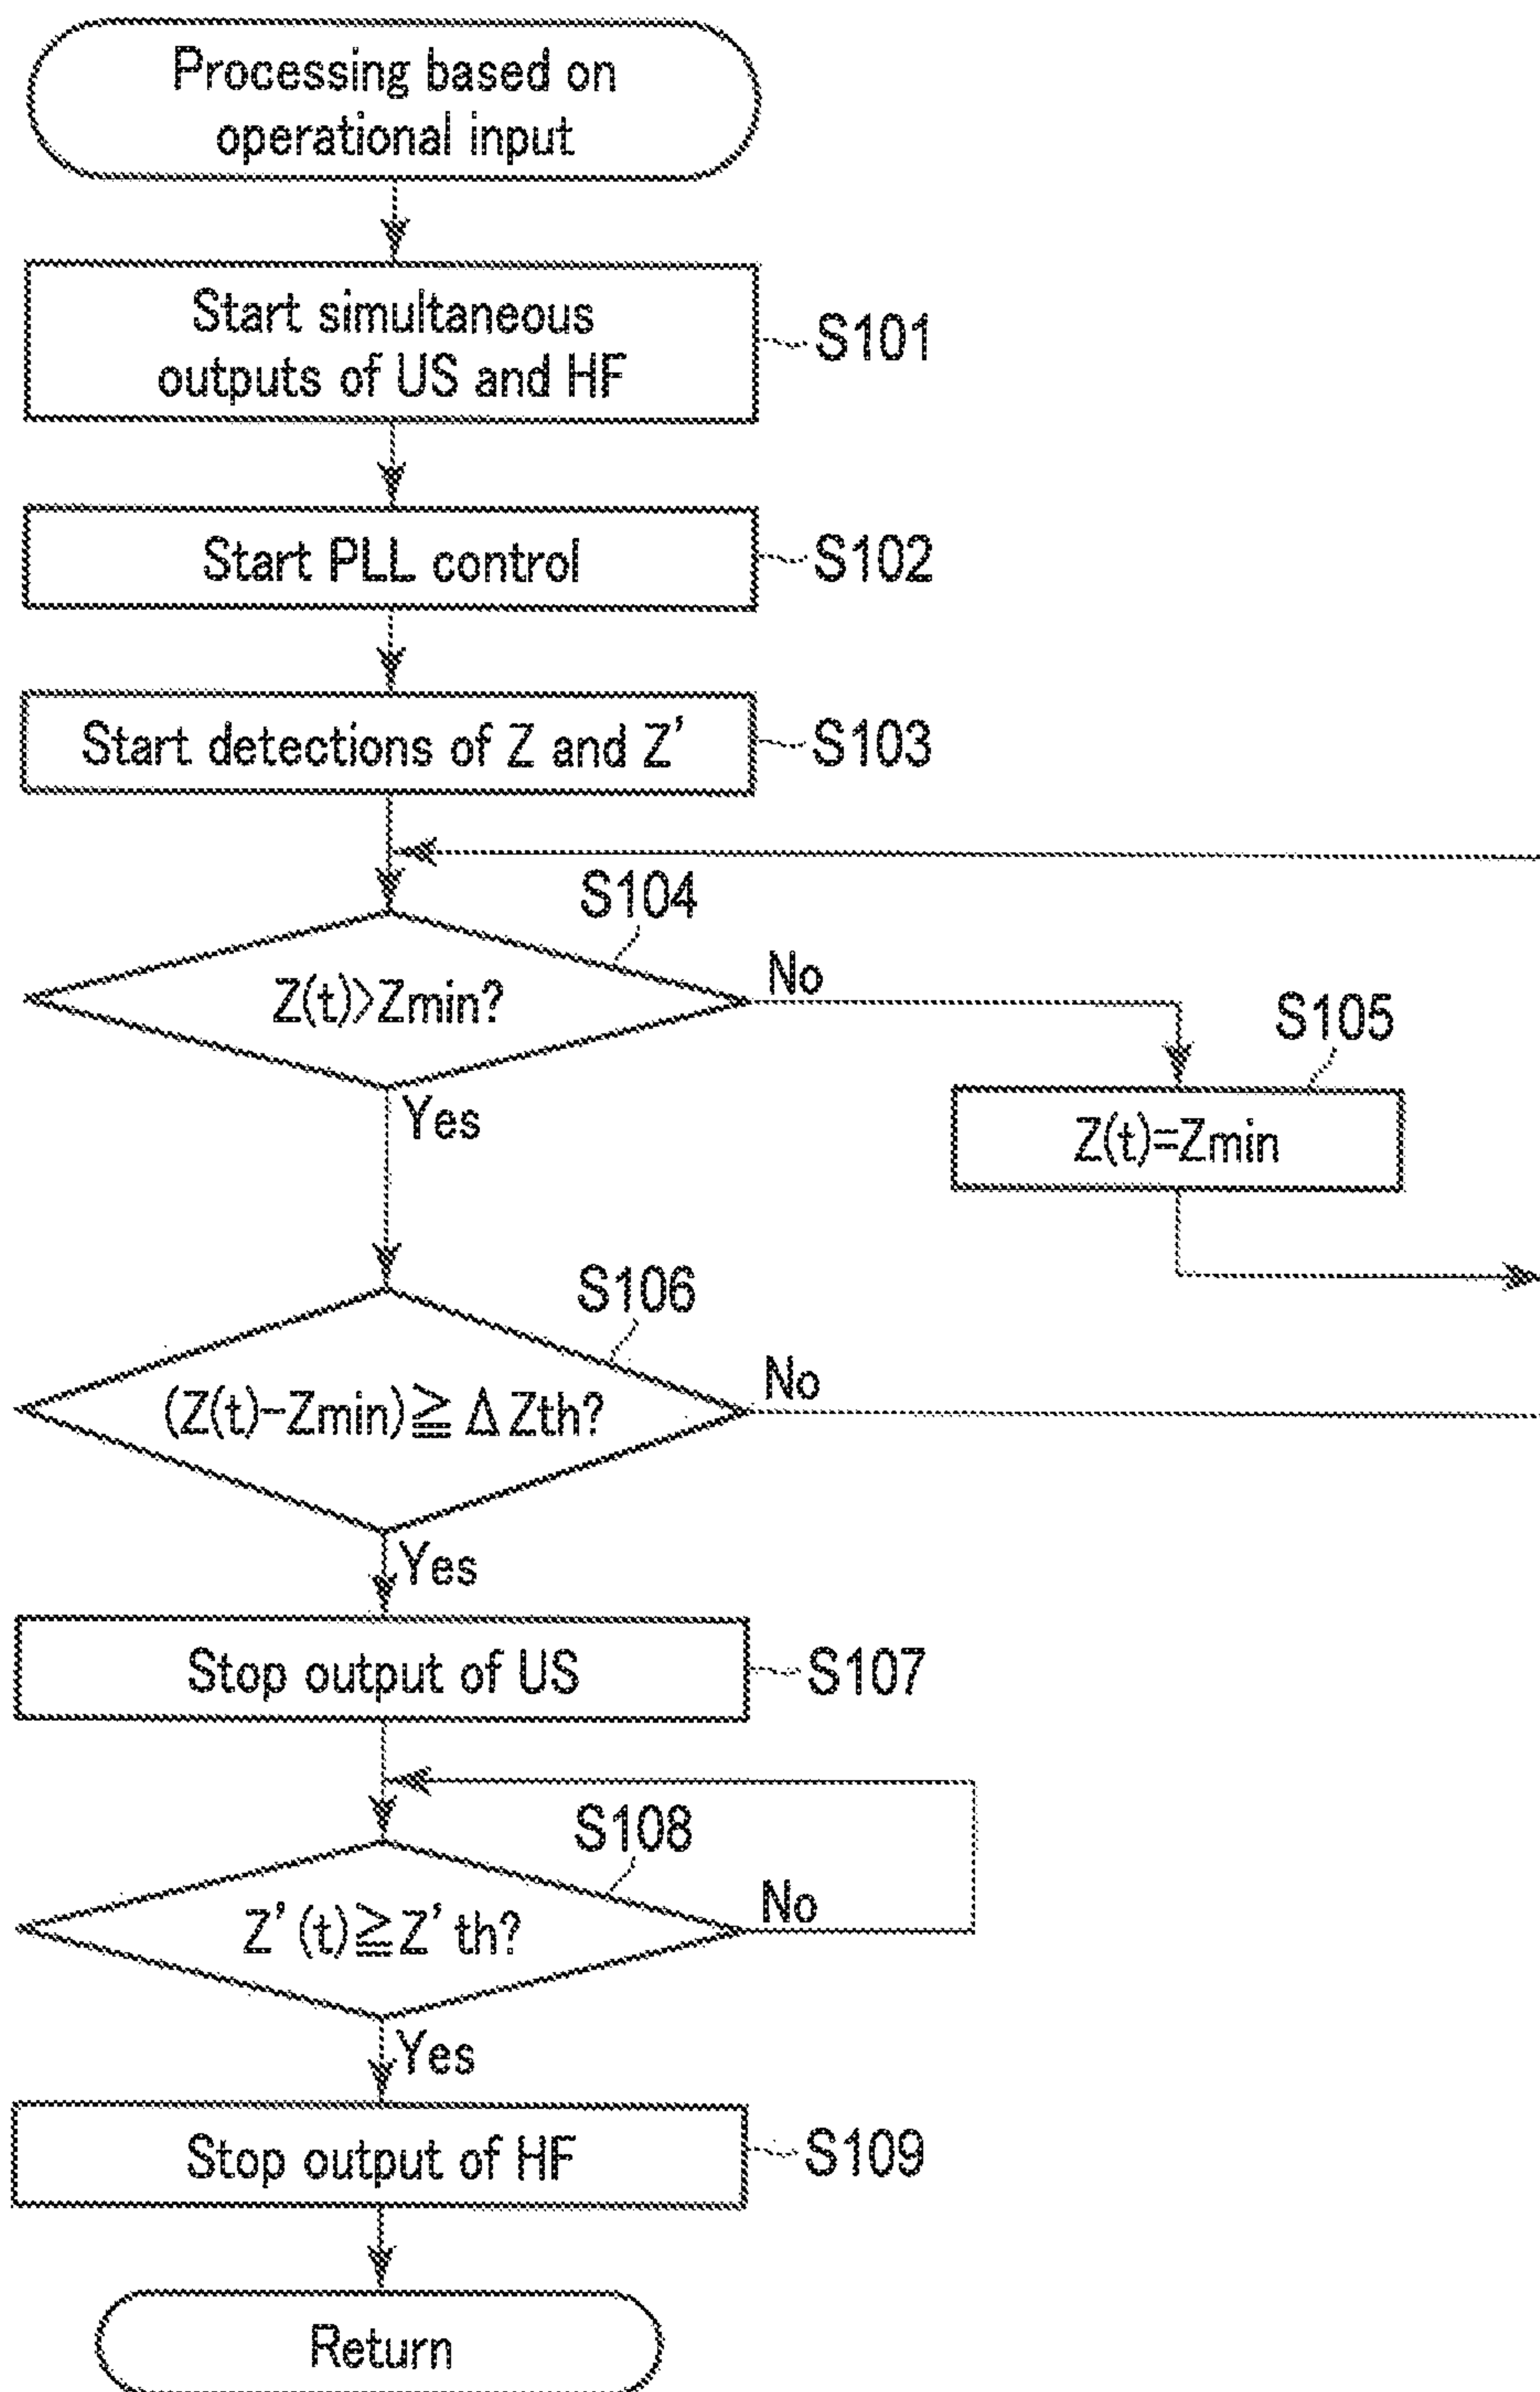 Processing based on
operational input
Start simultaneous
outputs of US and HF
S101
Start PLL control
S102
Start detections of Z and Z'
S103
S104
Z(t)>Zmin?
No
Yes
S105
Z(t)=Zmin
S106
(Z(t)-Zmin)≧ΔZth?
No
Yes
Stop output of US
S107
S108
Z'(t)≧Z'th?
No
Yes
Stop output of HF
S109
Return